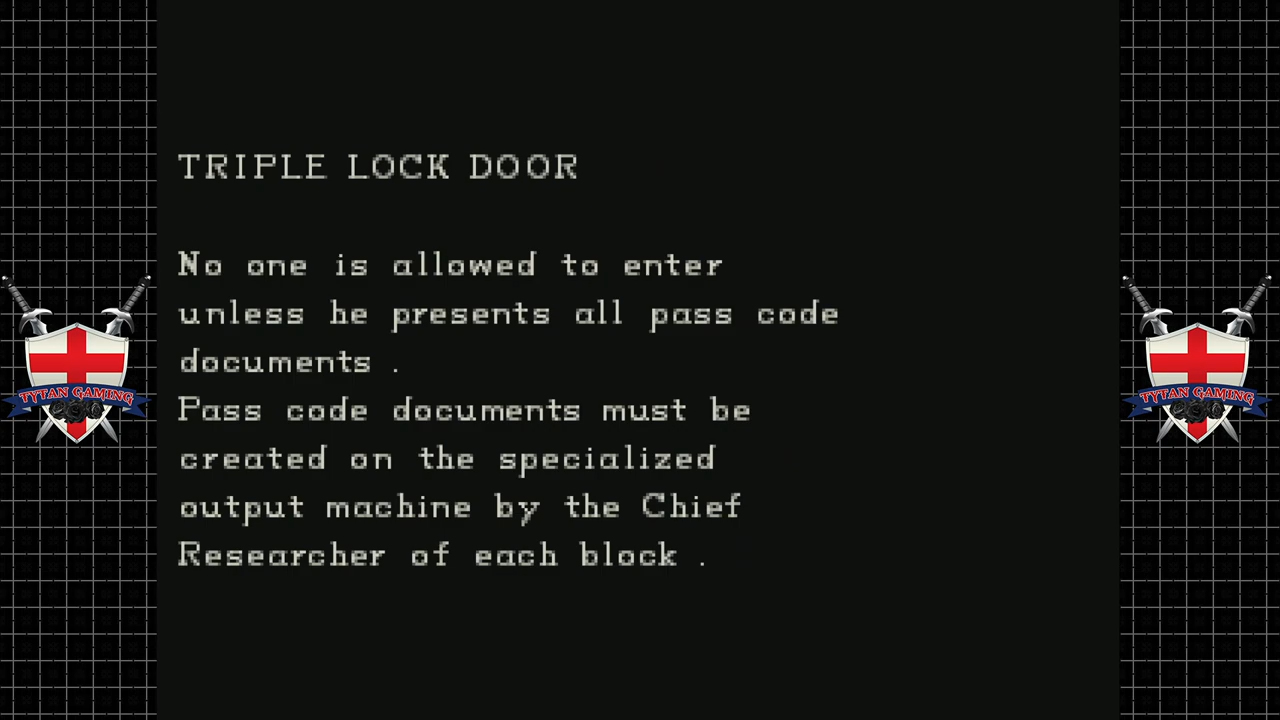 TRIPLE LOCK DOOR
No one is allowed to enter
unless he presents all pass code
documents .
Pass code documents must be
created on the specialized
output machine by the Chief
Researcher of each block .
TYTAN GAMING
TYTAN GAMING